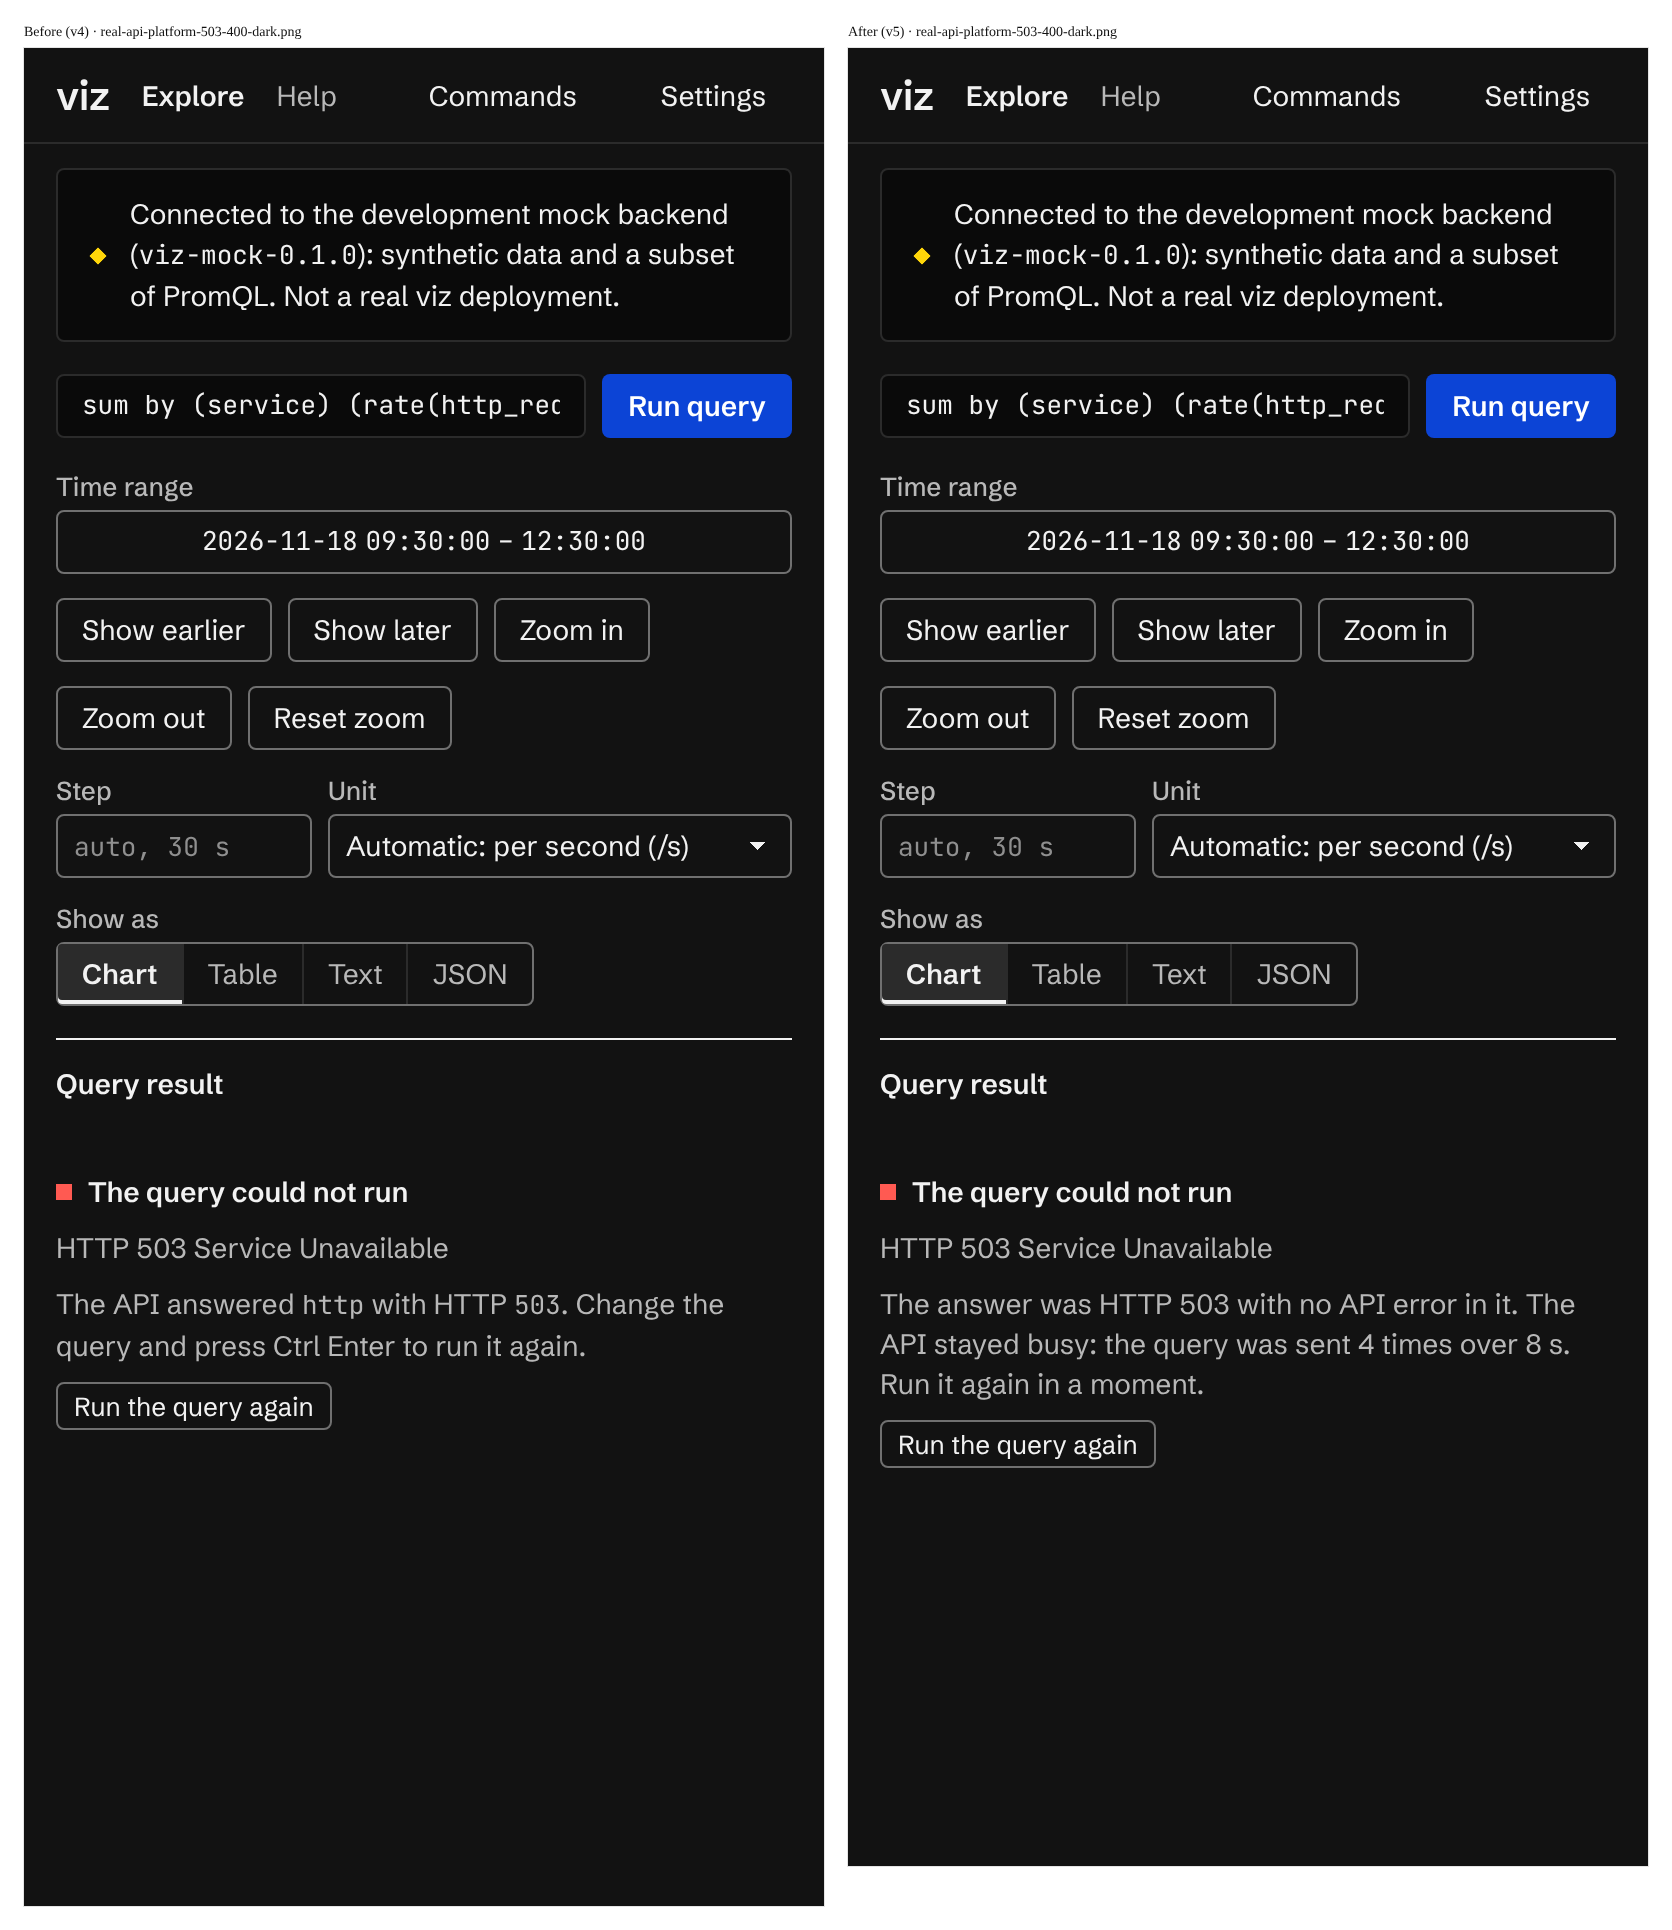 Before (v4) · real-api-platform-503-400-dark.png
viz Explore Help Commands Settings
Connected to the development mock backend
(viz-mock-0.1.0): synthetic data and a subset
of PromQL. Not a real viz deployment.
sum by (service) (rate(http_req
Run query
Time range
2026-11-18 09:30:00 – 12:30:00
Show earlier Show later Zoom in
Zoom out Reset zoom
Step Unit
auto, 30 s Automatic: per second (/s)
Show as
Chart Table Text JSON
Query result
The query could not run
HTTP 503 Service Unavailable
The API answered http with HTTP 503. Change the
query and press Ctrl Enter to run it again.
Run the query again
After (v5) · real-api-platform-503-400-dark.png
viz Explore Help Commands Settings
Connected to the development mock backend
(viz-mock-0.1.0): synthetic data and a subset
of PromQL. Not a real viz deployment.
sum by (service) (rate(http_req
Run query
Time range
2026-11-18 09:30:00 – 12:30:00
Show earlier Show later Zoom in
Zoom out Reset zoom
Step Unit
auto, 30 s Automatic: per second (/s)
Show as
Chart Table Text JSON
Query result
The query could not run
HTTP 503 Service Unavailable
The answer was HTTP 503 with no API error in it. The
API stayed busy: the query was sent 4 times over 8 s.
Run it again in a moment.
Run the query again